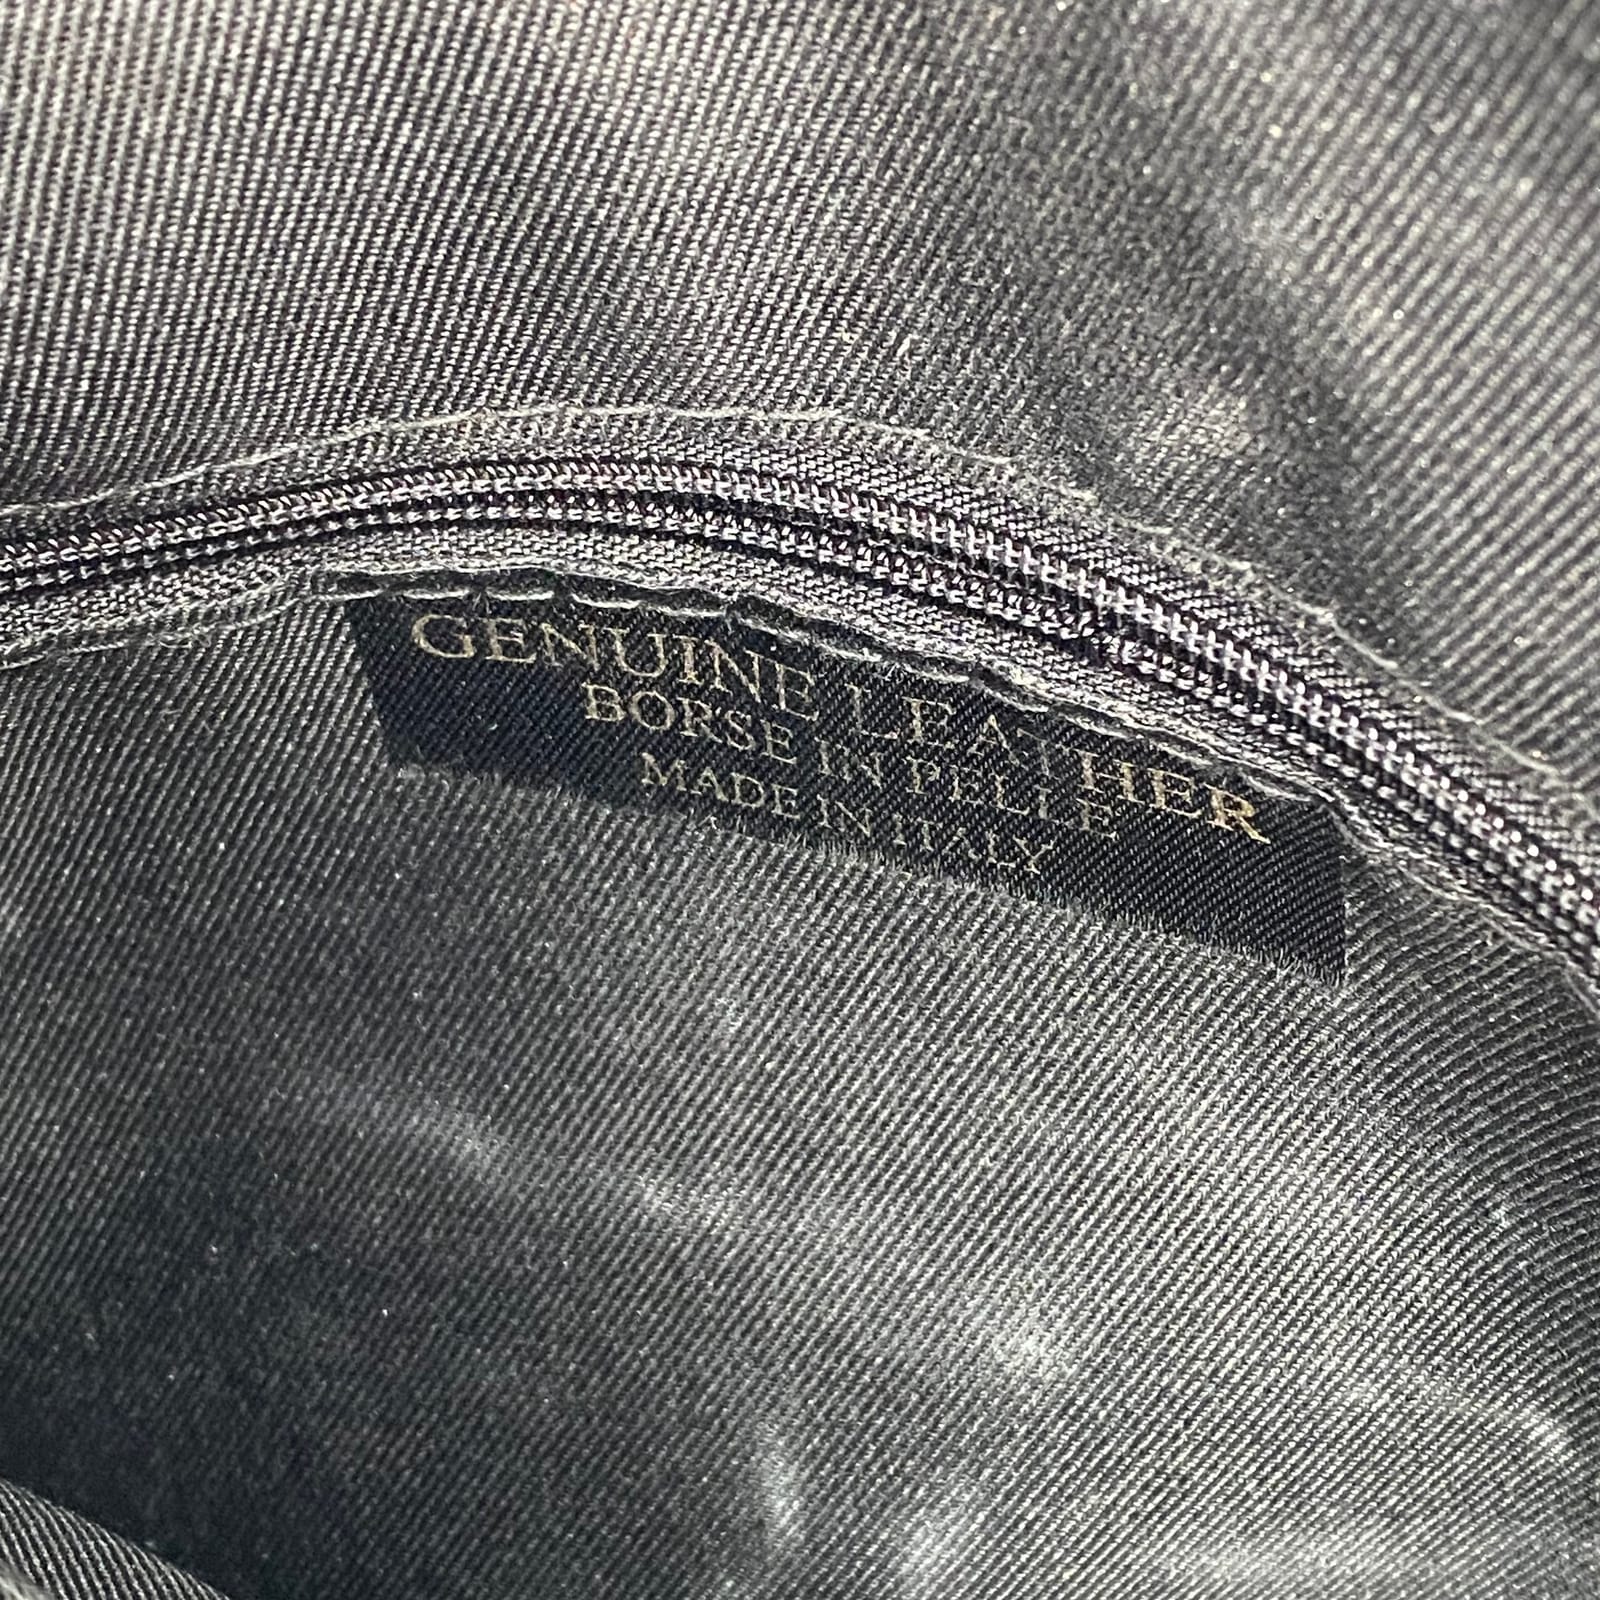 GENUINE LEATHER
BORSE IN PELLE
MADE IN ITALY